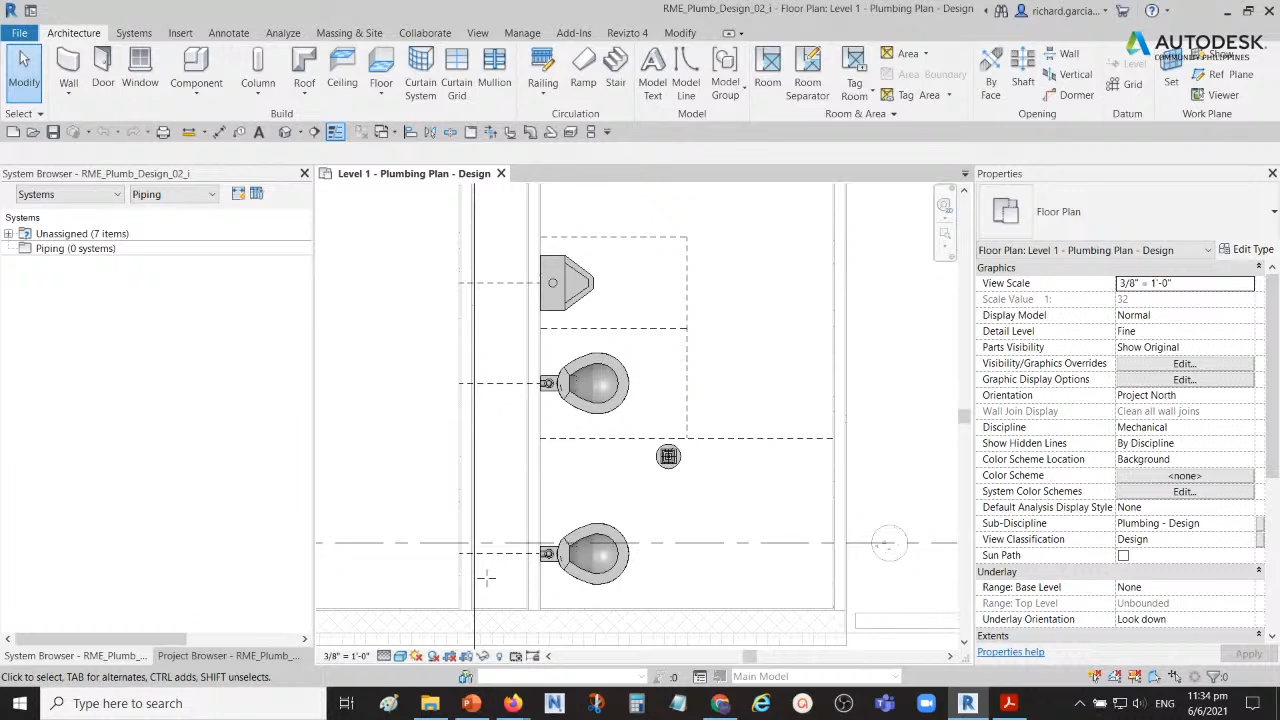 RME_Plumb_Design_02_i - Floor Plan: Level 1 - Plumbing Plan - Design
richard.garcia...
File Architecture Systems Insert Annotate Analyze Massing & Site Collaborate View Manage Add-Ins Revizto 4 Modify
AUTODESK
COMMUNITY PHILIPPINES
Modify Wall Door Window Component Column Roof Ceiling Floor Curtain System Curtain Grid Mullion Railing Ramp Stair Model Text Model Line Model Group Room Room Separator Tag Room
Area
Area Boundary
Tag Area
By Face Shaft
Wall
Vertical
Dormer
Level
Grid
Set
Show
Ref Plane
Viewer
Select Build Circulation Model Room & Area Opening Datum Work Plane
System Browser - RME_Plumb_Design_02_i
Systems Piping
Systems
Unassigned (7 items)
Piping (0 systems)
Level 1 - Plumbing Plan - Design
Properties
Floor Plan
Floor Plan: Level 1 - Plumbing Plan - Design Edit Type
Graphics
View Scale 3/8" = 1'-0"
Scale Value 1: 32
Display Model Normal
Detail Level Fine
Parts Visibility Show Original
Visibility/Graphics Overrides Edit...
Graphic Display Options Edit...
Orientation Project North
Wall Join Display Clean all wall joins
Discipline Mechanical
Show Hidden Lines By Discipline
Color Scheme Location Background
Color Scheme <none>
System Color Schemes Edit...
Default Analysis Display Style None
Sub-Discipline Plumbing - Design
View Classification Design
Sun Path
Underlay
Range: Base Level None
Range: Top Level Unbounded
Underlay Orientation Look down
Extents
Properties help Apply
System Browser - RME_Plumb_... Project Browser - RME_Plumb_...
3/8" = 1'-0"
Click to select, TAB for alternates, CTRL adds, SHIFT unselects.
:0 Main Model :0
Type here to search
ENG
11:34 pm
6/6/2021